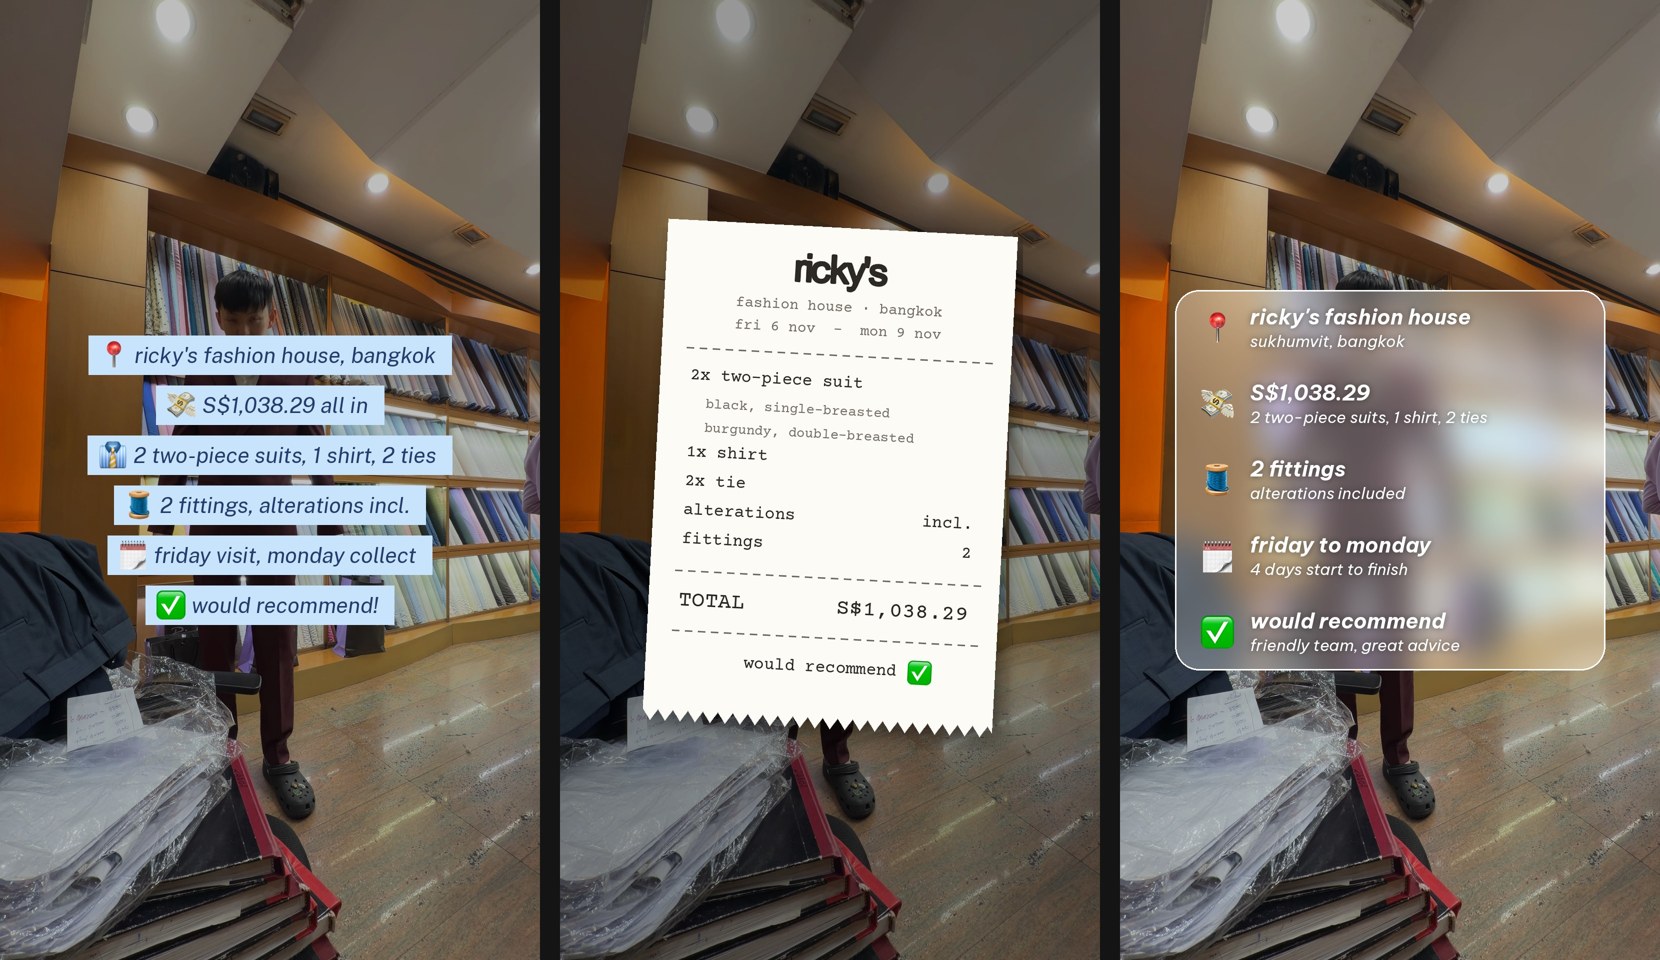 ricky's fashion house, bangkok
S$1,038.29 all in
2 two-piece suits, 1 shirt, 2 ties
2 fittings, alterations incl.
friday visit, monday collect
would recommend!
ricky's
fashion house · bangkok
fri 6 nov – mon 9 nov
2x two-piece suit
black, single-breasted
burgundy, double-breasted
1x shirt
2x tie
alterations incl.
fittings 2
TOTAL S$1,038.29
would recommend
ricky's fashion house
sukhumvit, bangkok
S$1,038.29
2 two-piece suits, 1 shirt, 2 ties
2 fittings
alterations included
friday to monday
4 days start to finish
would recommend
friendly team, great advice